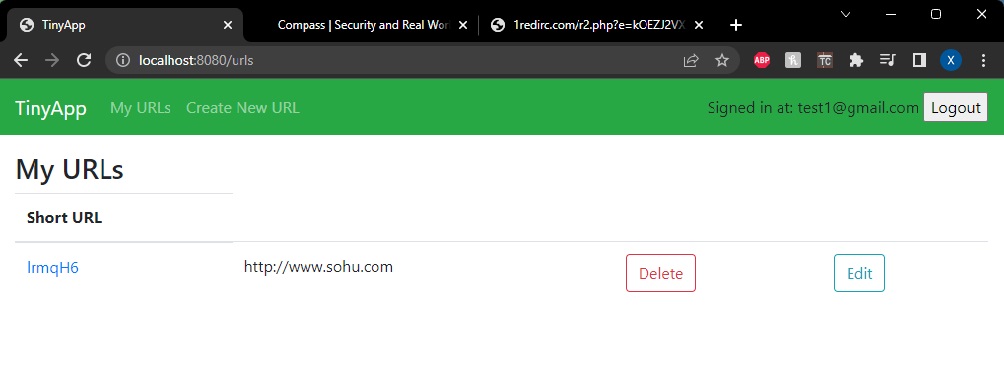 TinyApp
Compass | Security and Real Wor
1redirc.com/r2.php?e=kOEZJ2VX
localhost:8080/urls
ABP
TC
X
TinyApp My URLs Create New URL Signed in at: test1@gmail.com Logout
My URLs
Short URL
lrmqH6 http://www.sohu.com Delete Edit